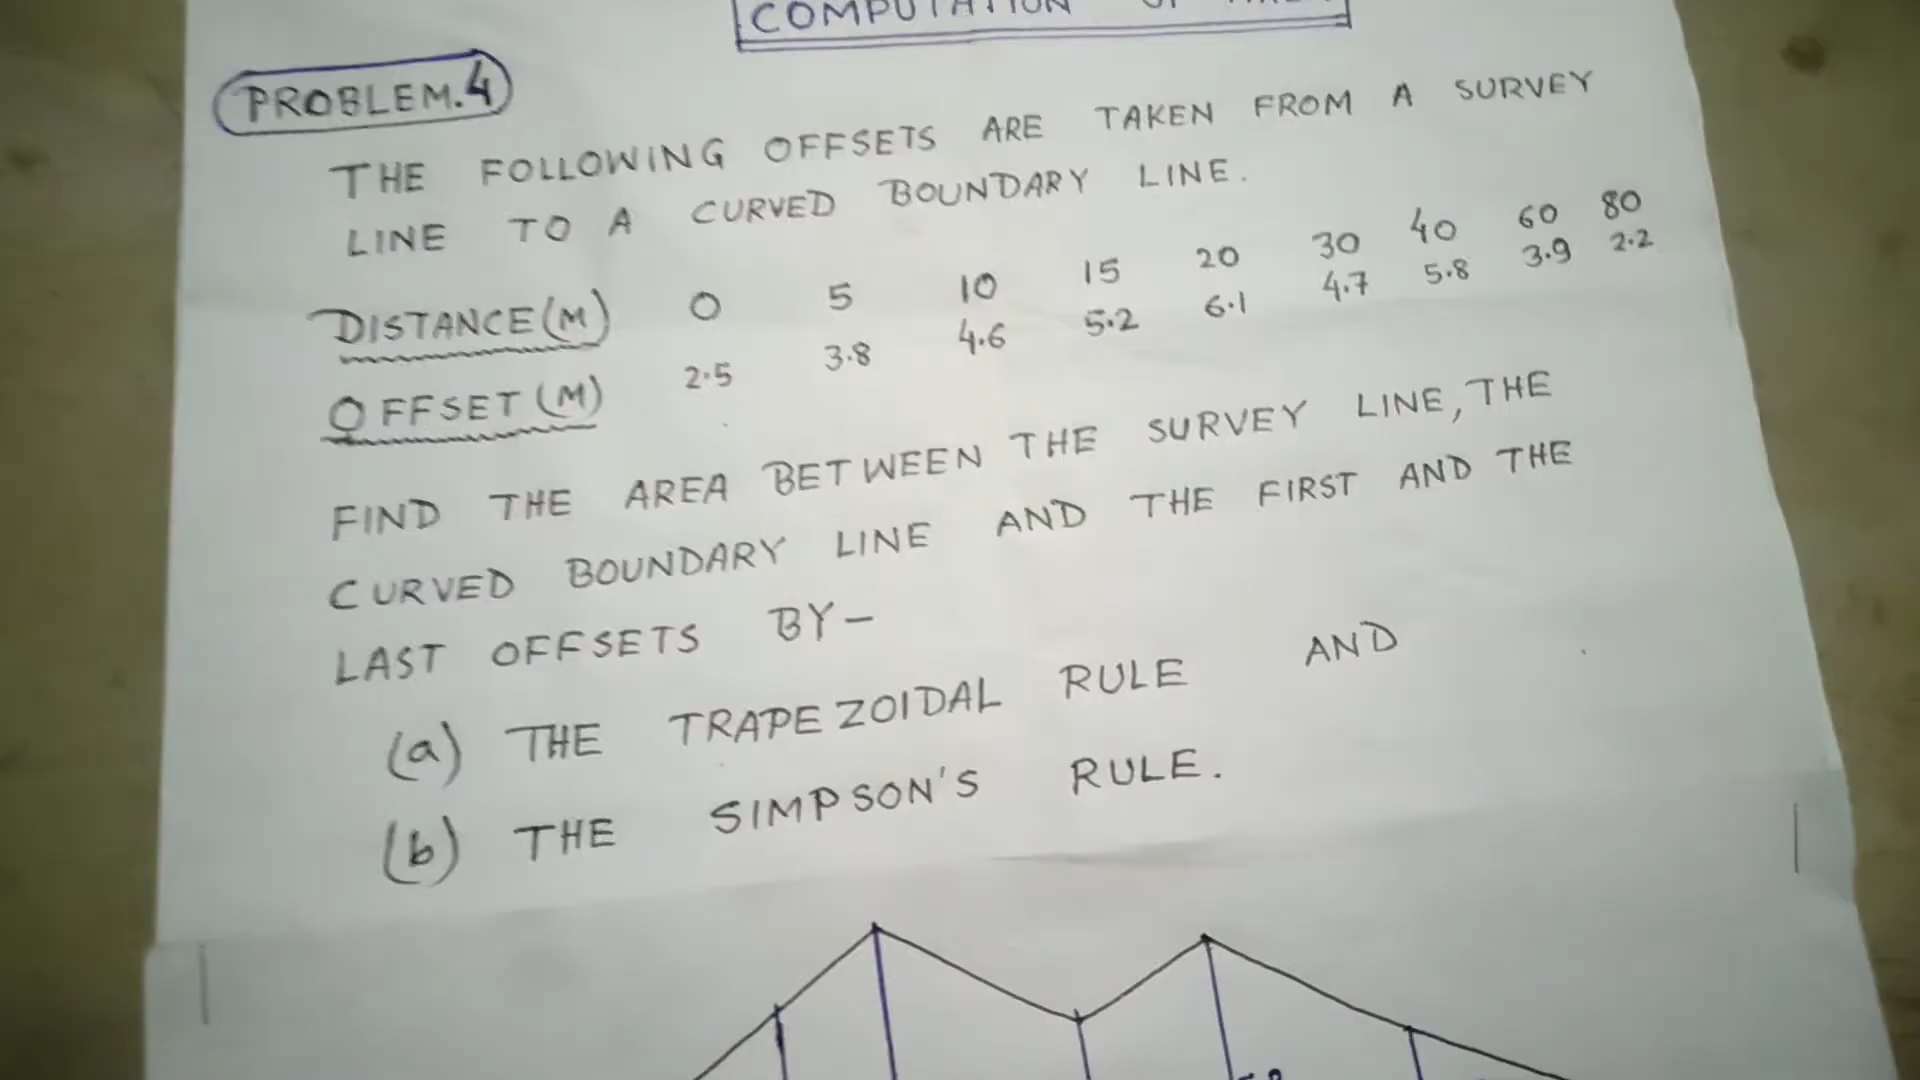 COMPUTATION OF
PROBLEM.4
THE FOLLOWING OFFSETS ARE TAKEN FROM A SURVEY
LINE TO A CURVED BOUNDARY LINE.
DISTANCE(M) 0 5 10 15 20 30 40 60 80
OFFSET(M) 2.5 3.8 4.6 5.2 6.1 4.7 5.8 3.9 2.2
FIND THE AREA BETWEEN THE SURVEY LINE, THE
CURVED BOUNDARY LINE AND THE FIRST AND THE
LAST OFFSETS BY-
(a) THE TRAPEZOIDAL RULE AND
(b) THE SIMPSON'S RULE.